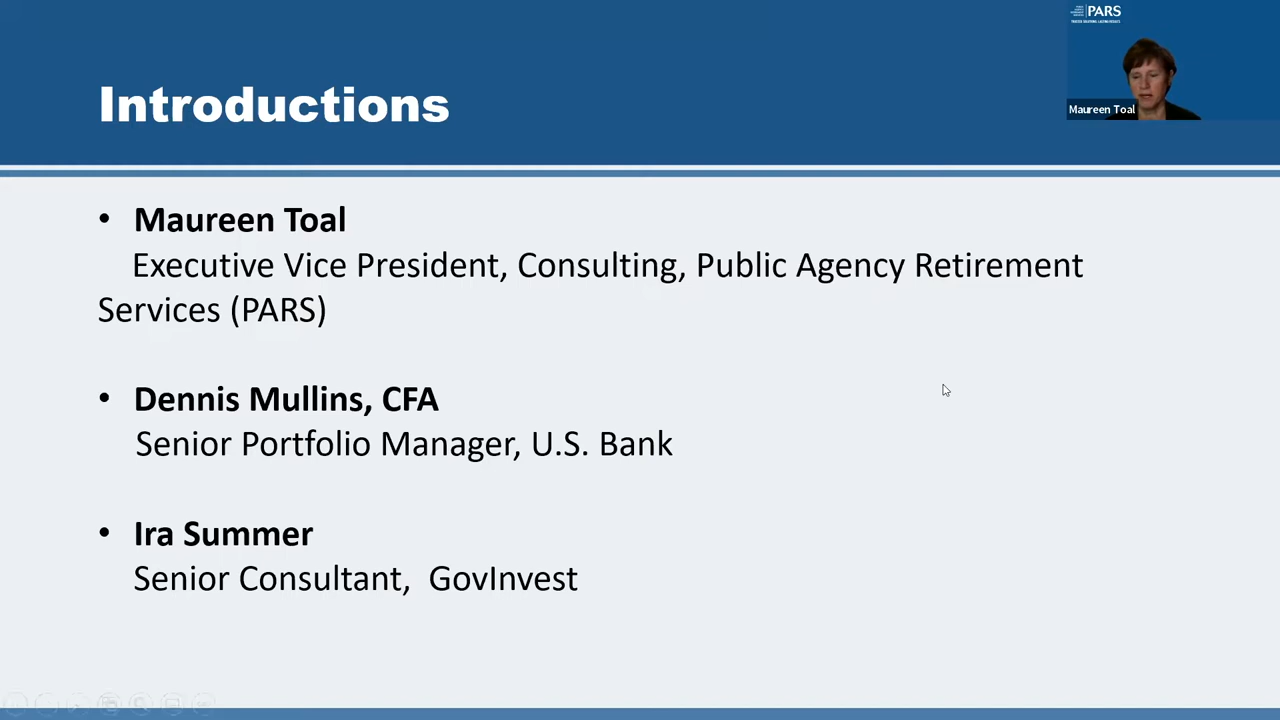 PARS
Introductions
Maureen Toal
• Maureen Toal
Executive Vice President, Consulting, Public Agency Retirement
Services (PARS)
• Dennis Mullins, CFA
Senior Portfolio Manager, U.S. Bank
• Ira Summer
Senior Consultant,  GovInvest